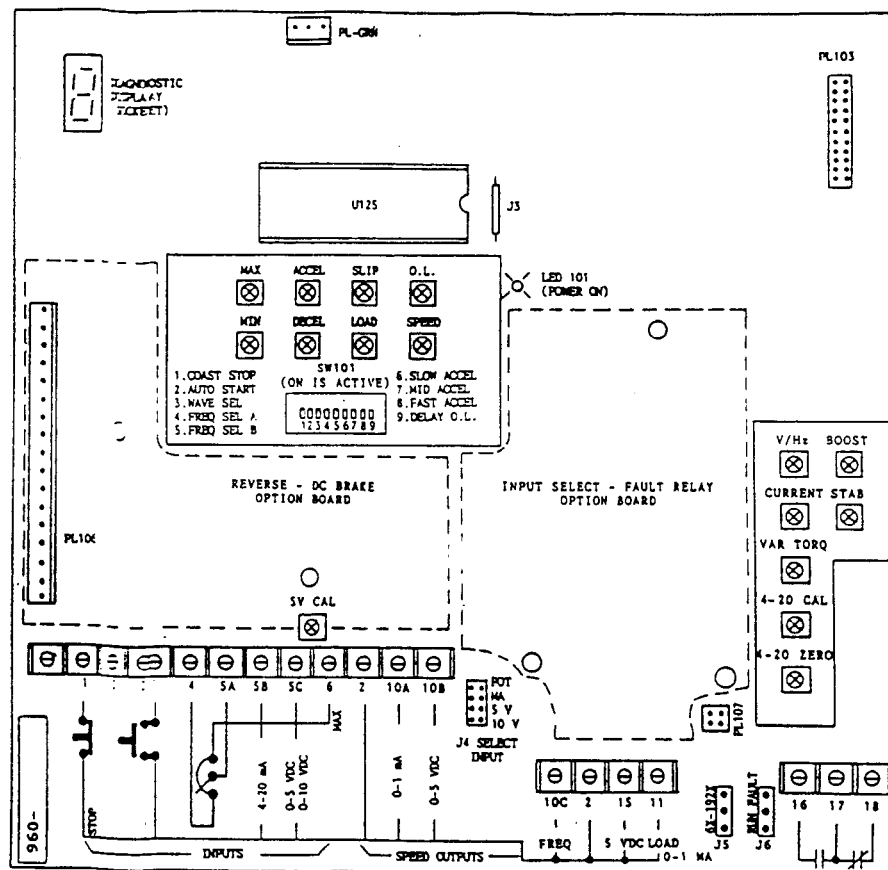 PL-GRN
PL103
DIAGNOSTIC
DISPLAY
U125
J3
LED 101
(POWER ON)
MAX ACCEL SLIP O.L.
MIN DECEL LOAD SPEED
SW101
(ON IS ACTIVE)
1.COAST STOP
2.AUTO START
3.WAVE SEL
4.FREQ SEL A
5.FREQ SEL B
6.SLOW ACCEL
7.MID ACCEL
8.FAST ACCEL
9.DELAY O.L.
123456789
REVERSE - DC BRAKE
OPTION BOARD
INPUT SELECT - FAULT RELAY
OPTION BOARD
V/Hz BOOST
CURRENT STAB
VAR TORQ
4-20 CAL
4-20 ZERO
PL106
5V CAL
4 5A 5B 5C 6 2 10A 10B
POT
MA
5 V
10 V
J4 SELECT
INPUT
PL107
MAX
4-20 mA
0-5 VDC
0-10 VDC
0-1 mA
0-5 VDC
STOP
960-
INPUTS
SPEED OUTPUTS
10C 2 15 11
FREQ
5 VDC
LOAD
0-1 MA
6X-192X
J5
RUN FAULT
J6
16 17 18